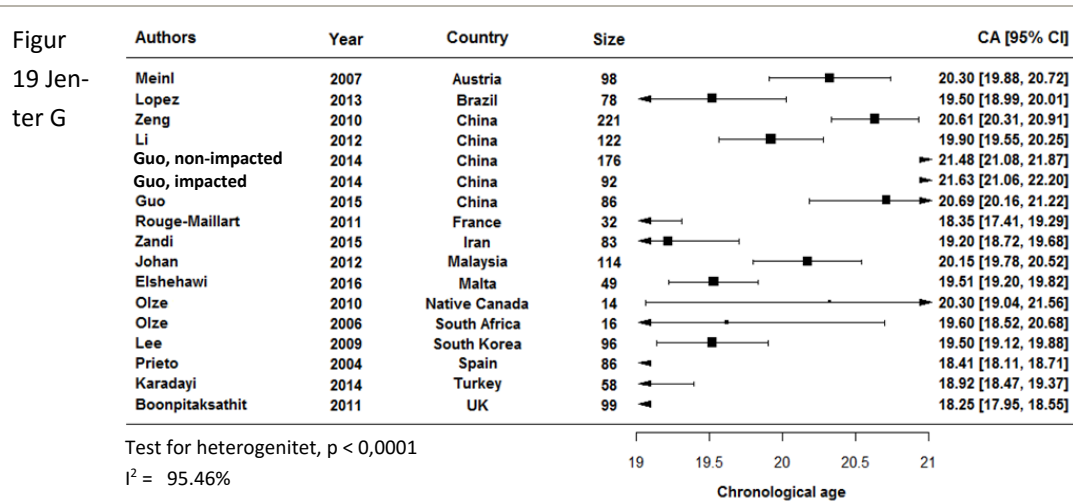 Figur
19 Jen-
ter G
Authors Year Country Size CA [95% CI]
Meinl 2007 Austria 98 20.30 [19.88, 20.72]
Lopez 2013 Brazil 78 19.50 [18.99, 20.01]
Zeng 2010 China 221 20.61 [20.31, 20.91]
Li 2012 China 122 19.90 [19.55, 20.25]
Guo, non-impacted 2014 China 176 21.48 [21.08, 21.87]
Guo, impacted 2014 China 92 21.63 [21.06, 22.20]
Guo 2015 China 86 20.69 [20.16, 21.22]
Rouge-Maillart 2011 France 32 18.35 [17.41, 19.29]
Zandi 2015 Iran 83 19.20 [18.72, 19.68]
Johan 2012 Malaysia 114 20.15 [19.78, 20.52]
Elshehawi 2016 Malta 49 19.51 [19.20, 19.82]
Olze 2010 Native Canada 14 20.30 [19.04, 21.56]
Olze 2006 South Africa 16 19.60 [18.52, 20.68]
Lee 2009 South Korea 96 19.50 [19.12, 19.88]
Prieto 2004 Spain 86 18.41 [18.11, 18.71]
Karadayi 2014 Turkey 58 18.92 [18.47, 19.37]
Boonpitaksathit 2011 UK 99 18.25 [17.95, 18.55]
Test for heterogenitet, p < 0,0001
I² = 95.46%
19 19.5 20 20.5 21
Chronological age